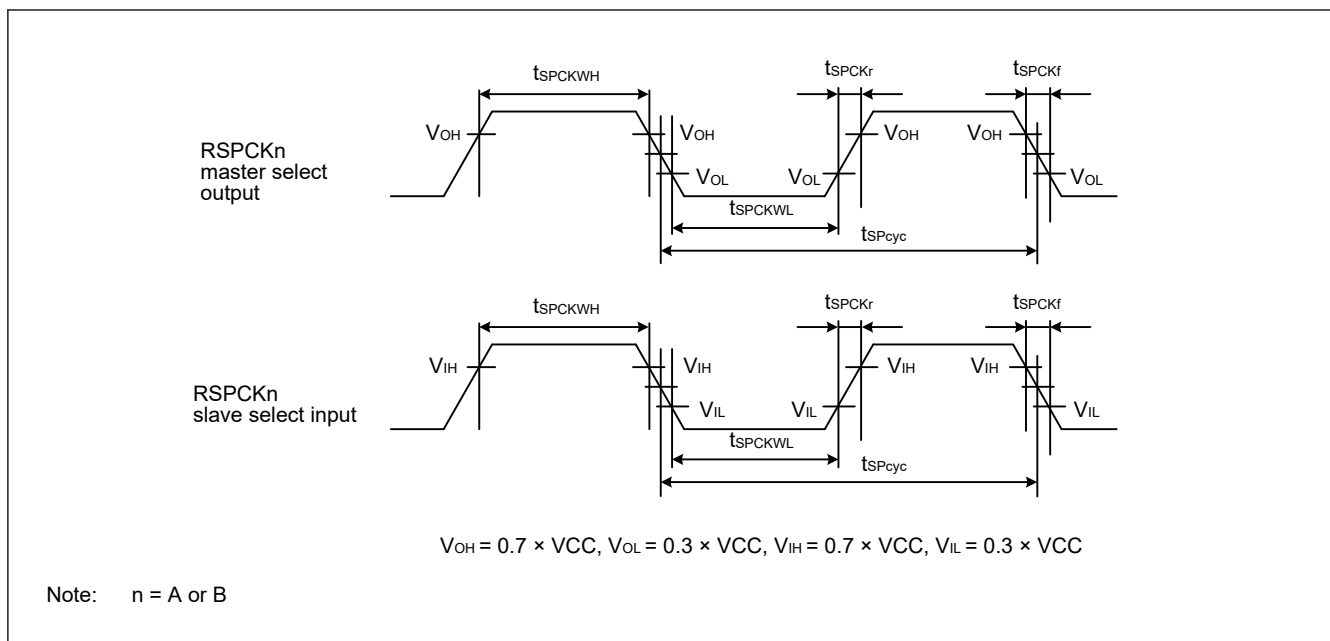 tSPCKWH
tSPCKr
tSPCKf
RSPCKn
master select
output
VOH
VOH
VOL
VOL
VOH
VOH
VOL
tSPCKWL
tSPcyc
tSPCKWH
tSPCKr
tSPCKf
RSPCKn
slave select input
VIH
VIH
VIL
VIL
VIH
VIH
VIL
tSPCKWL
tSPcyc
VOH = 0.7 × VCC, VOL = 0.3 × VCC, VIH = 0.7 × VCC, VIL = 0.3 × VCC
Note: n = A or B